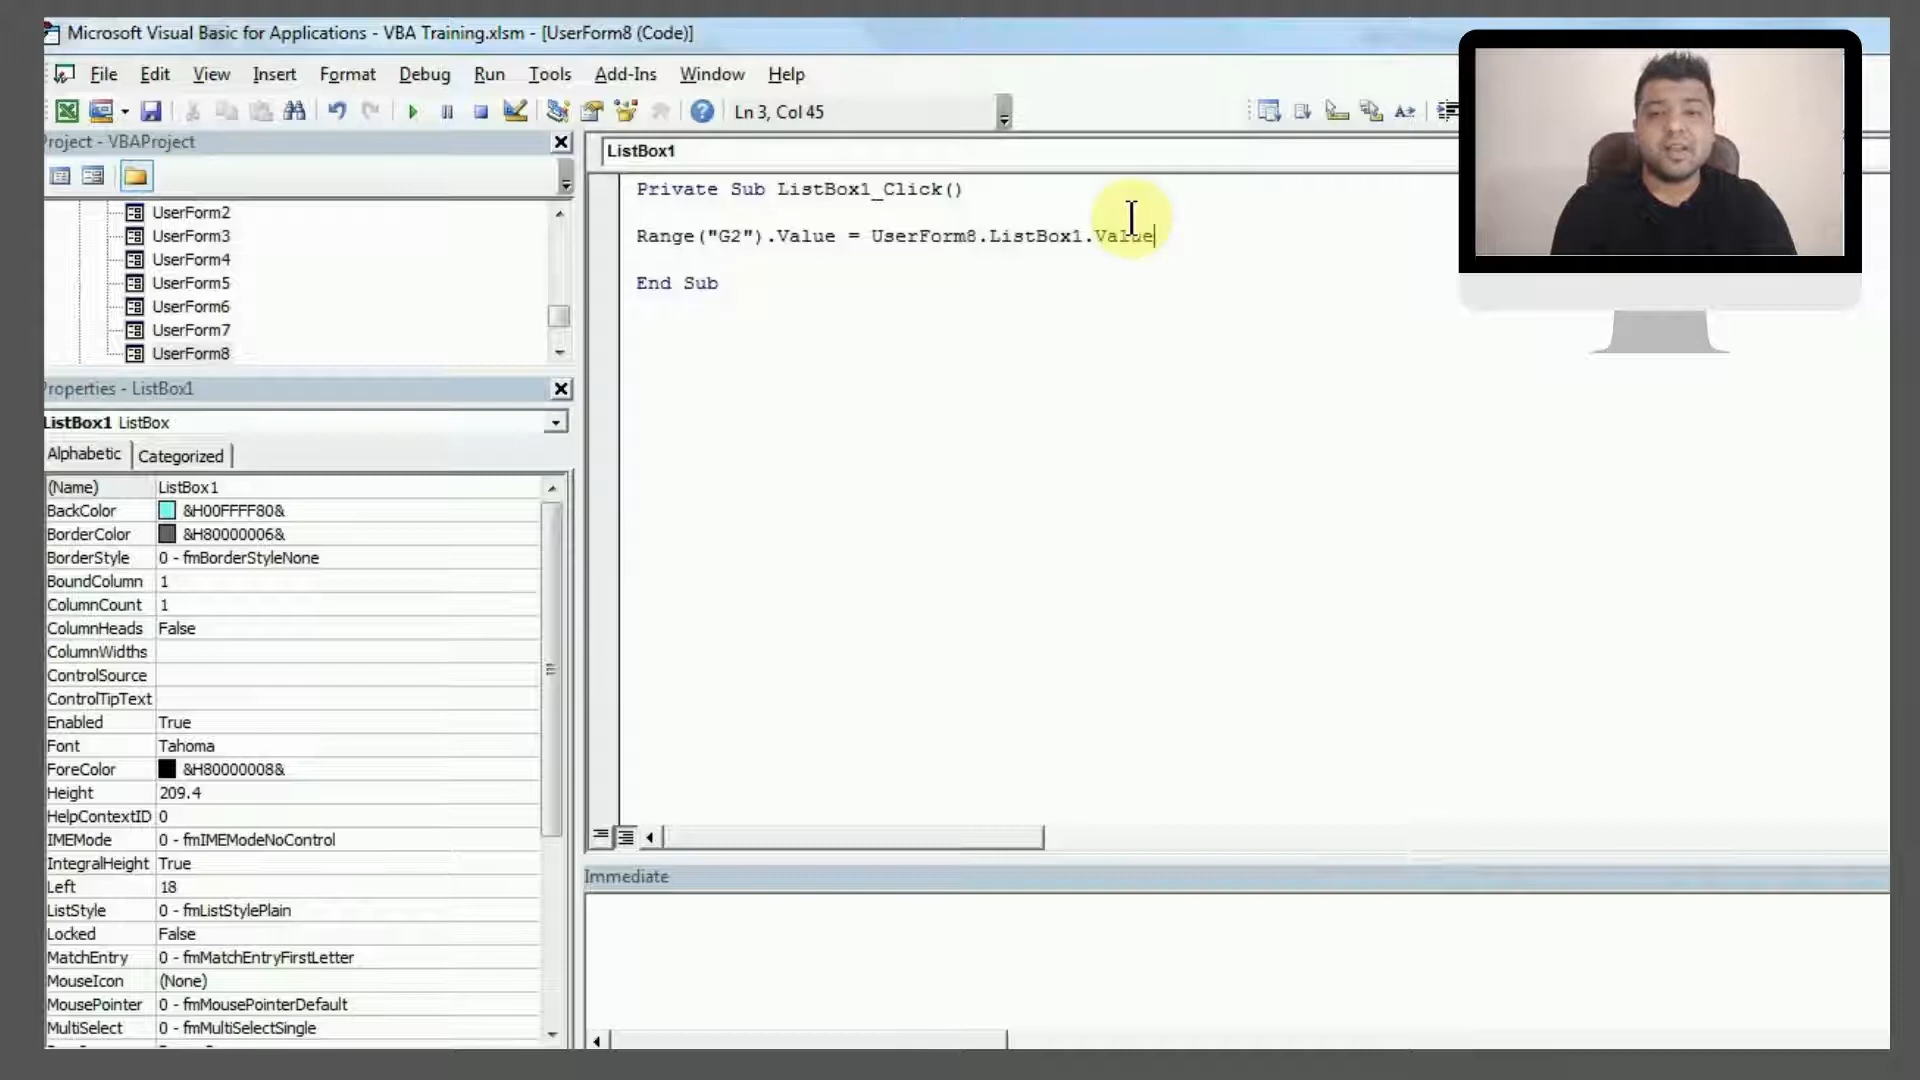 Microsoft Visual Basic for Applications - VBA Training.xlsm - [UserForm8 (Code)]
File Edit View Insert Format Debug Run Tools Add-Ins Window Help
Ln 3, Col 45
roject - VBAProject
UserForm2
UserForm3
UserForm4
UserForm5
UserForm6
UserForm7
UserForm8
roperties - ListBox1
ListBox1 ListBox
Alphabetic Categorized
(Name) ListBox1
BackColor &H00FFFF80&
BorderColor &H80000006&
BorderStyle 0 - fmBorderStyleNone
BoundColumn 1
ColumnCount 1
ColumnHeads False
ColumnWidths
ControlSource
ControlTipText
Enabled True
Font Tahoma
ForeColor &H80000008&
Height 209.4
HelpContextID 0
IMEMode 0 - fmIMEModeNoControl
IntegralHeight True
Left 18
ListStyle 0 - fmListStylePlain
Locked False
MatchEntry 0 - fmMatchEntryFirstLetter
MouseIcon (None)
MousePointer 0 - fmMousePointerDefault
MultiSelect 0 - fmMultiSelectSingle
ListBox1
Private Sub ListBox1_Click()
Range("G2").Value = UserForm8.ListBox1.Value
End Sub
Immediate